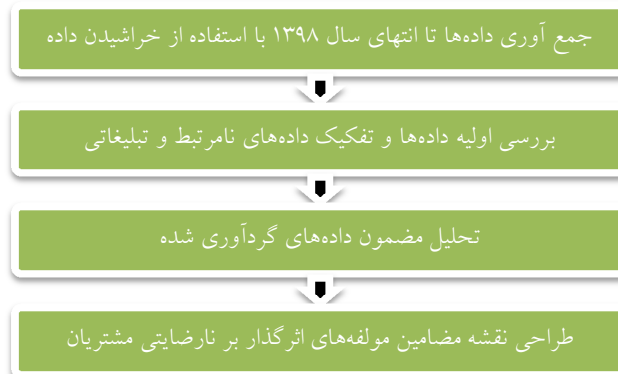 جمع آوری داده‌ها تا انتهای سال ۱۳۹۸ با استفاده از خراشیدن داده
بررسی اولیه داده‌ها و تفکیک داده‌های نامرتبط و تبلیغاتی
تحلیل مضمون داده‌های گردآوری شده
طراحی نقشه مضامین مولفه‌های اثرگذار بر نارضایتی مشتریان